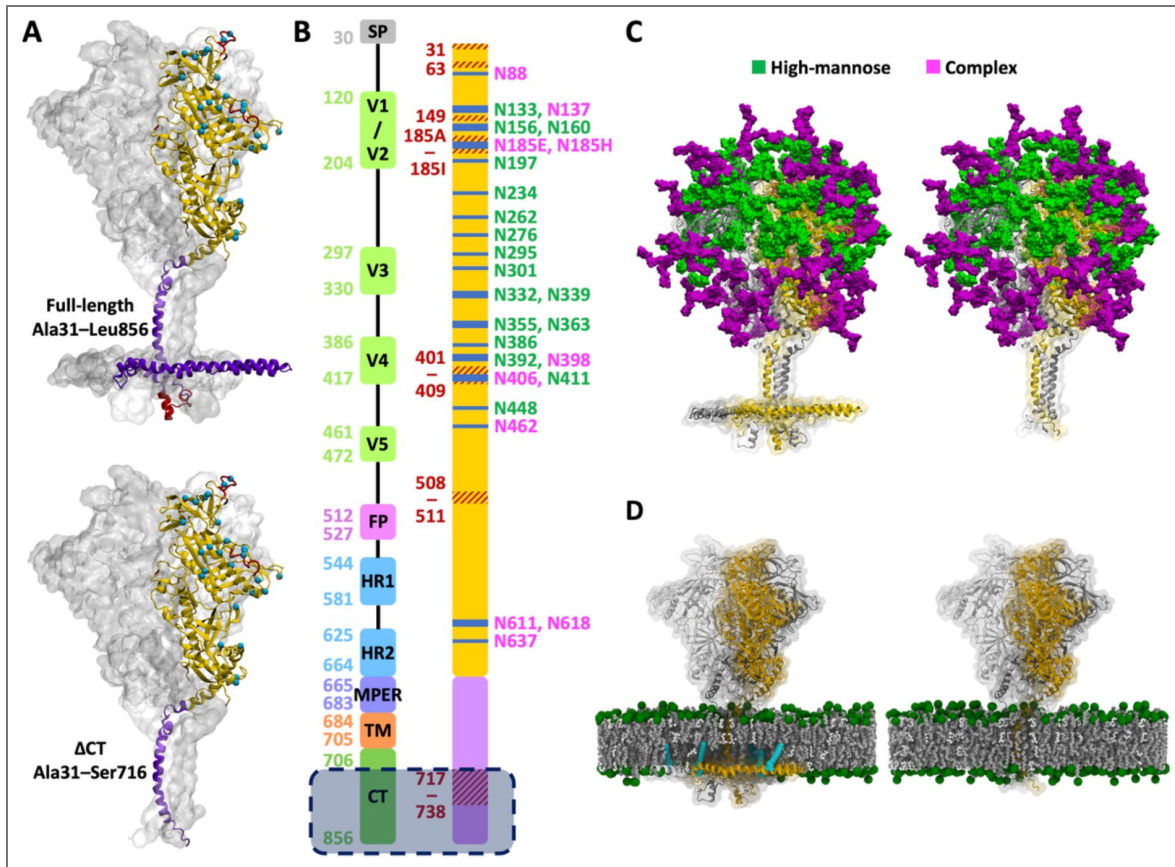 A
Full-length
Ala31–Leu856
ΔCT
Ala31–Ser716
B
30
SP
120
V1
/
V2
204
297
V3
330
386
V4
417
461
V5
472
512
FP
527
544
HR1
581
625
HR2
664
665
MPER
683
684
TM
705
706
CT
856
31
63
149
185A
–
185I
401
–
409
508
–
511
717
–
738
N88
N133, N137
N156, N160
N185E, N185H
N197
N234
N262
N276
N295
N301
N332, N339
N355, N363
N386
N392, N398
N406, N411
N448
N462
N611, N618
N637
C
High-mannose
Complex
D